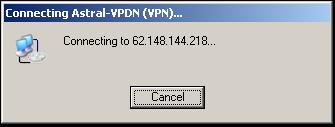 Connecting Astral-VPDN (VPN)...
Connecting to 62.148.144.218...
Cancel